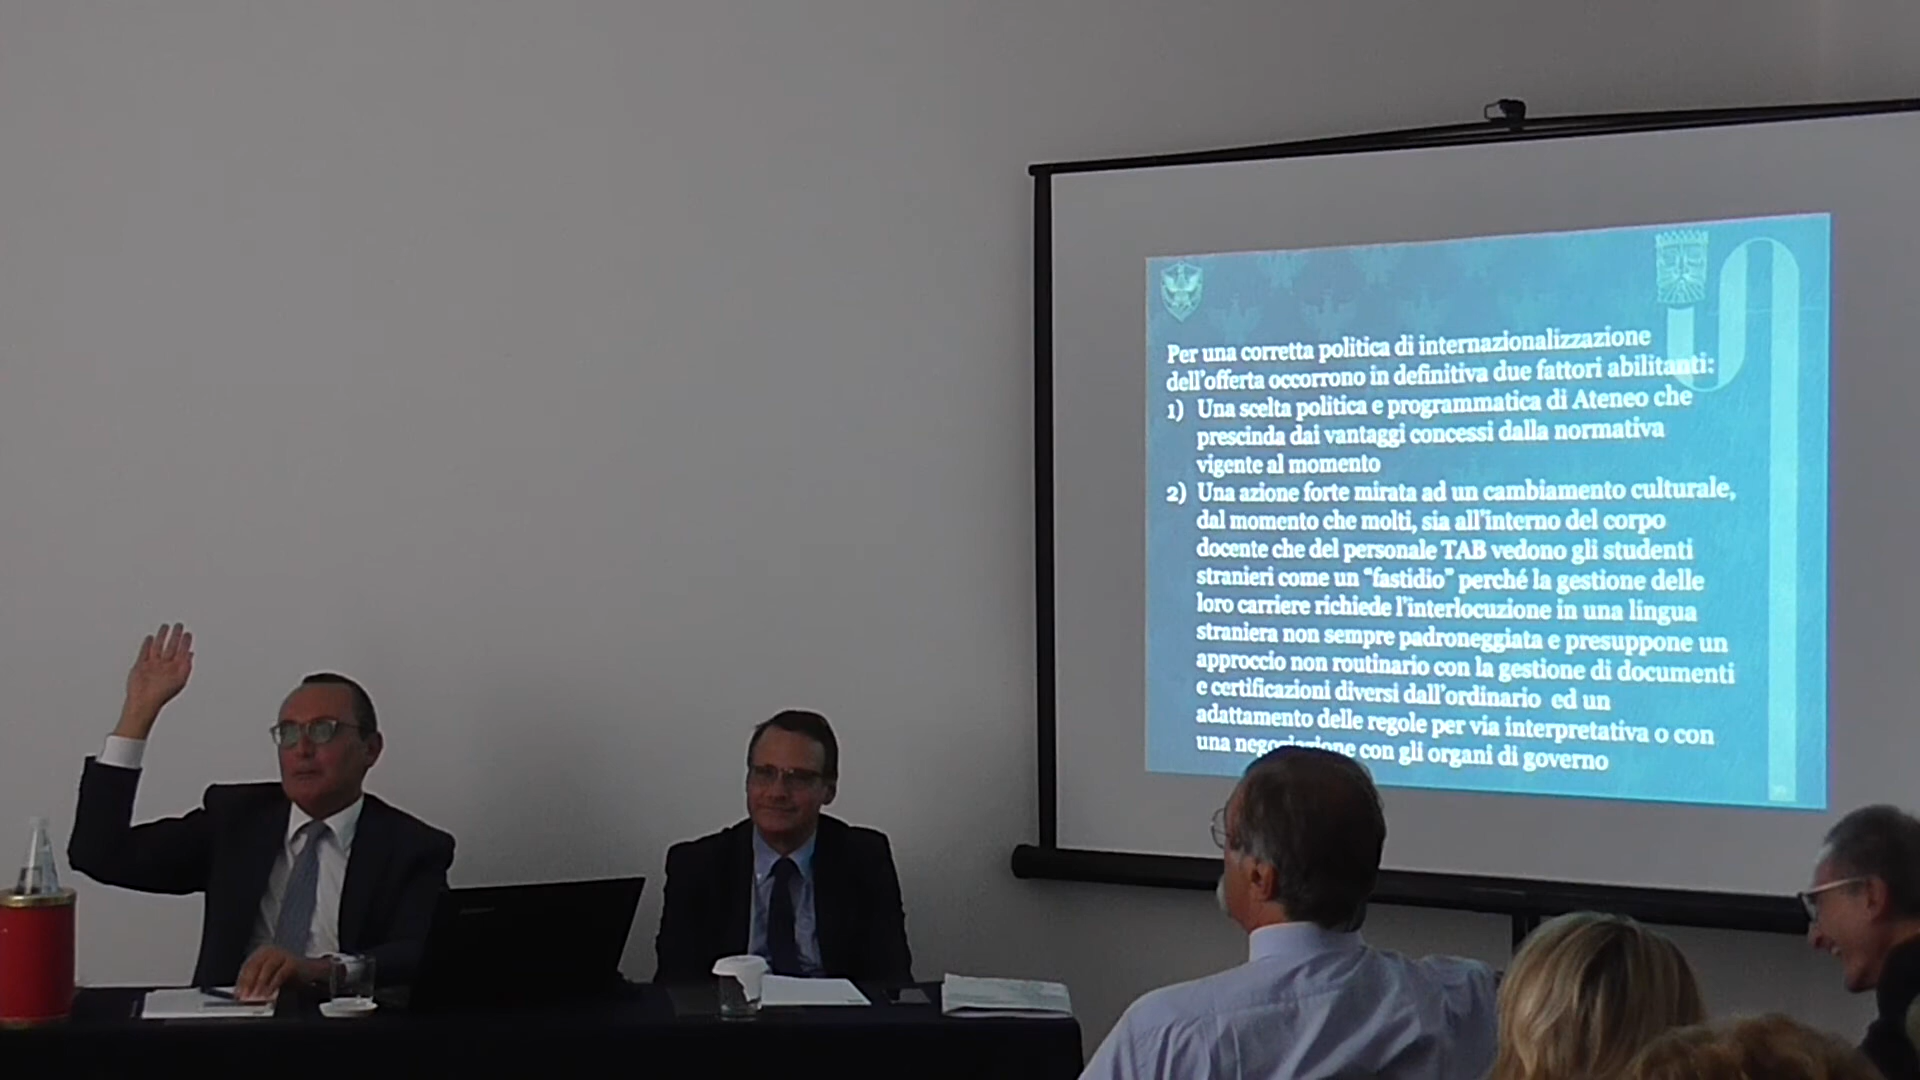 Per una corretta politica di internazionalizzazione
dell'offerta occorrono in definitiva due fattori abilitanti:
1) Una scelta politica e programmatica di Ateneo che
prescinda dai vantaggi concessi dalla normativa
vigente al momento
2) Una azione forte mirata ad un cambiamento culturale,
dal momento che molti, sia all'interno del corpo
docente che del personale TAB vedono gli studenti
stranieri come un "fastidio" perché la gestione delle
loro carriere richiede l'interlocuzione in una lingua
straniera non sempre padroneggiata e presuppone un
approccio non routinario con la gestione di documenti
e certificazioni diversi dall'ordinario ed un
adattamento delle regole per via interpretativa o con
una negoziazione con gli organi di governo